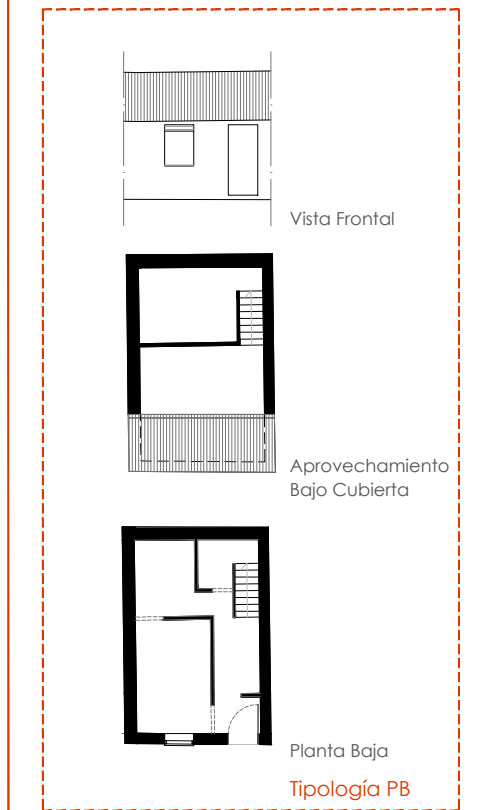 Vista Frontal
Aprovechamiento
Bajo Cubierta
Planta Baja
Tipología PB